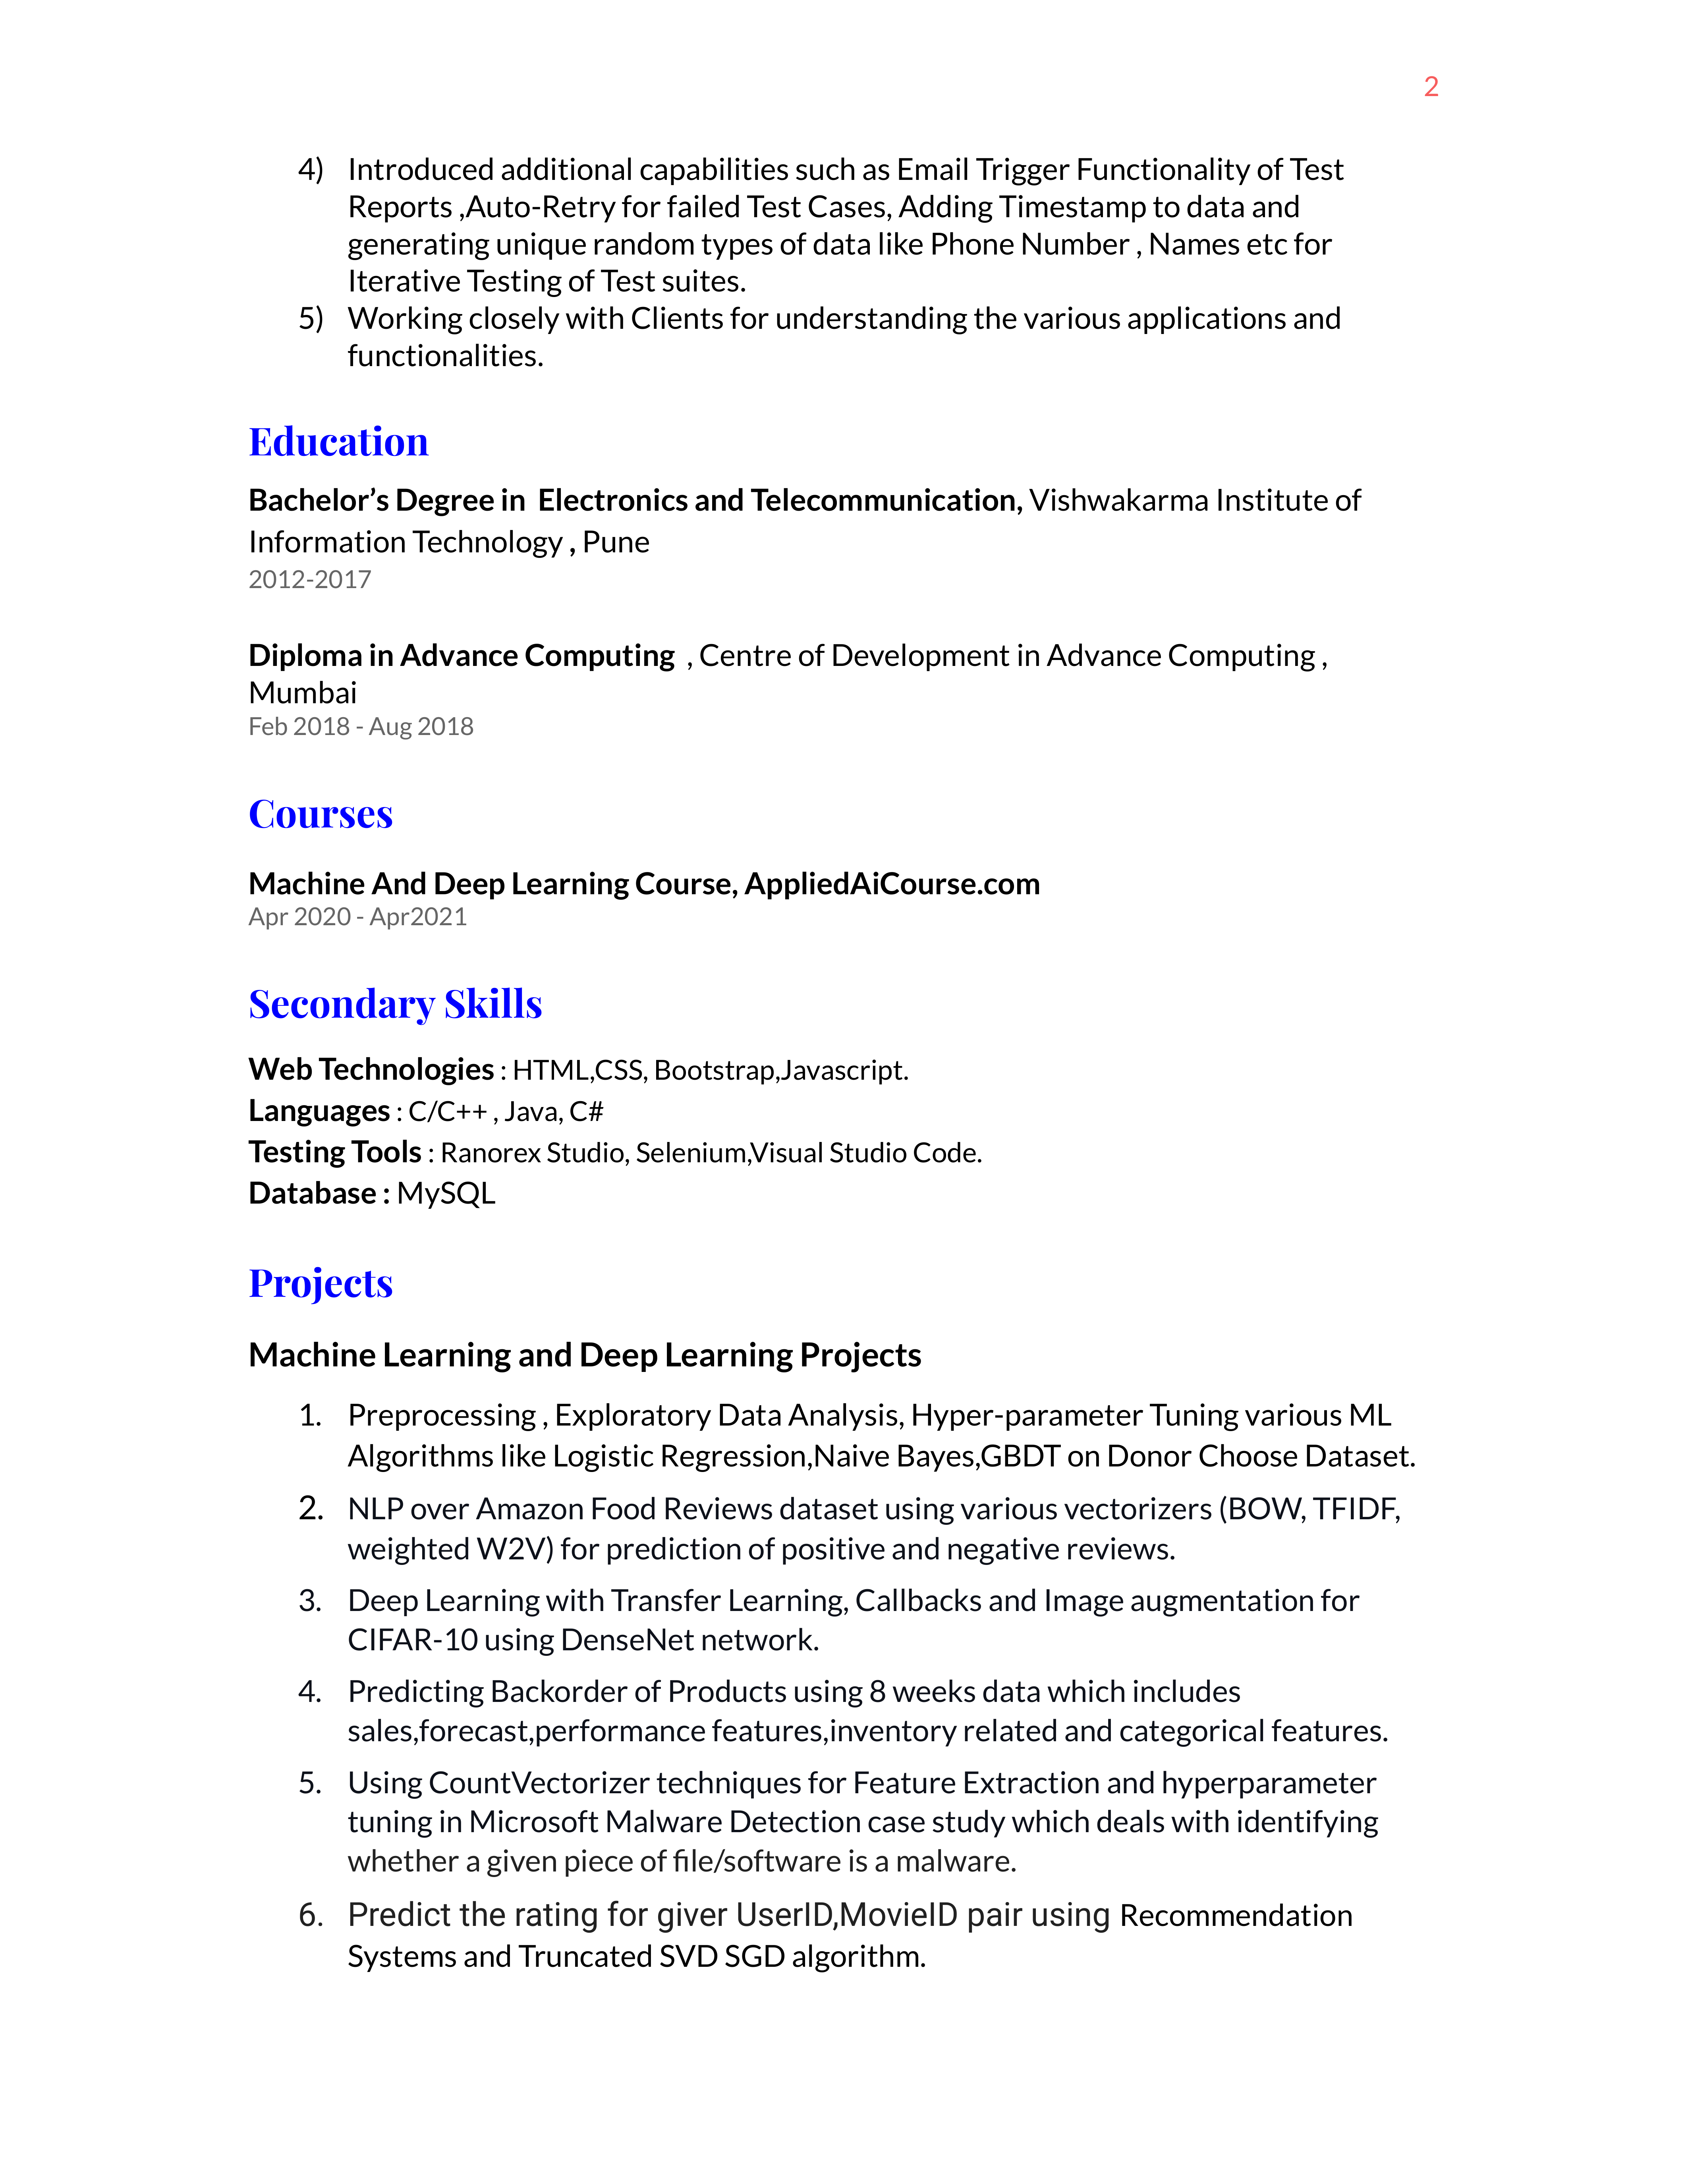 2
4) Introduced additional capabilities such as Email Trigger Functionality of Test
Reports ,Auto-Retry for failed Test Cases, Adding Timestamp to data and
generating unique random types of data like Phone Number , Names etc for
Iterative Testing of Test suites.
5) Working closely with Clients for understanding the various applications and
functionalities.
Education
Bachelor’s Degree in  Electronics and Telecommunication, Vishwakarma Institute of
Information Technology , Pune
2012-2017
Diploma in Advance Computing  , Centre of Development in Advance Computing ,
Mumbai
Feb 2018 - Aug 2018
Courses
Machine And Deep Learning Course, AppliedAiCourse.com
Apr 2020 - Apr2021
Secondary Skills
Web Technologies : HTML,CSS, Bootstrap,Javascript.
Languages : C/C++ , Java, C#
Testing Tools : Ranorex Studio, Selenium,Visual Studio Code.
Database : MySQL
Projects
Machine Learning and Deep Learning Projects
1. Preprocessing , Exploratory Data Analysis, Hyper-parameter Tuning various ML
Algorithms like Logistic Regression,Naive Bayes,GBDT on Donor Choose Dataset.
2. NLP over Amazon Food Reviews dataset using various vectorizers (BOW, TFIDF,
weighted W2V) for prediction of positive and negative reviews.
3. Deep Learning with Transfer Learning, Callbacks and Image augmentation for
CIFAR-10 using DenseNet network.
4. Predicting Backorder of Products using 8 weeks data which includes
sales,forecast,performance features,inventory related and categorical features.
5. Using CountVectorizer techniques for Feature Extraction and hyperparameter
tuning in Microsoft Malware Detection case study which deals with identifying
whether a given piece of file/software is a malware.
6. Predict the rating for giver UserID,MovieID pair using Recommendation
Systems and Truncated SVD SGD algorithm.